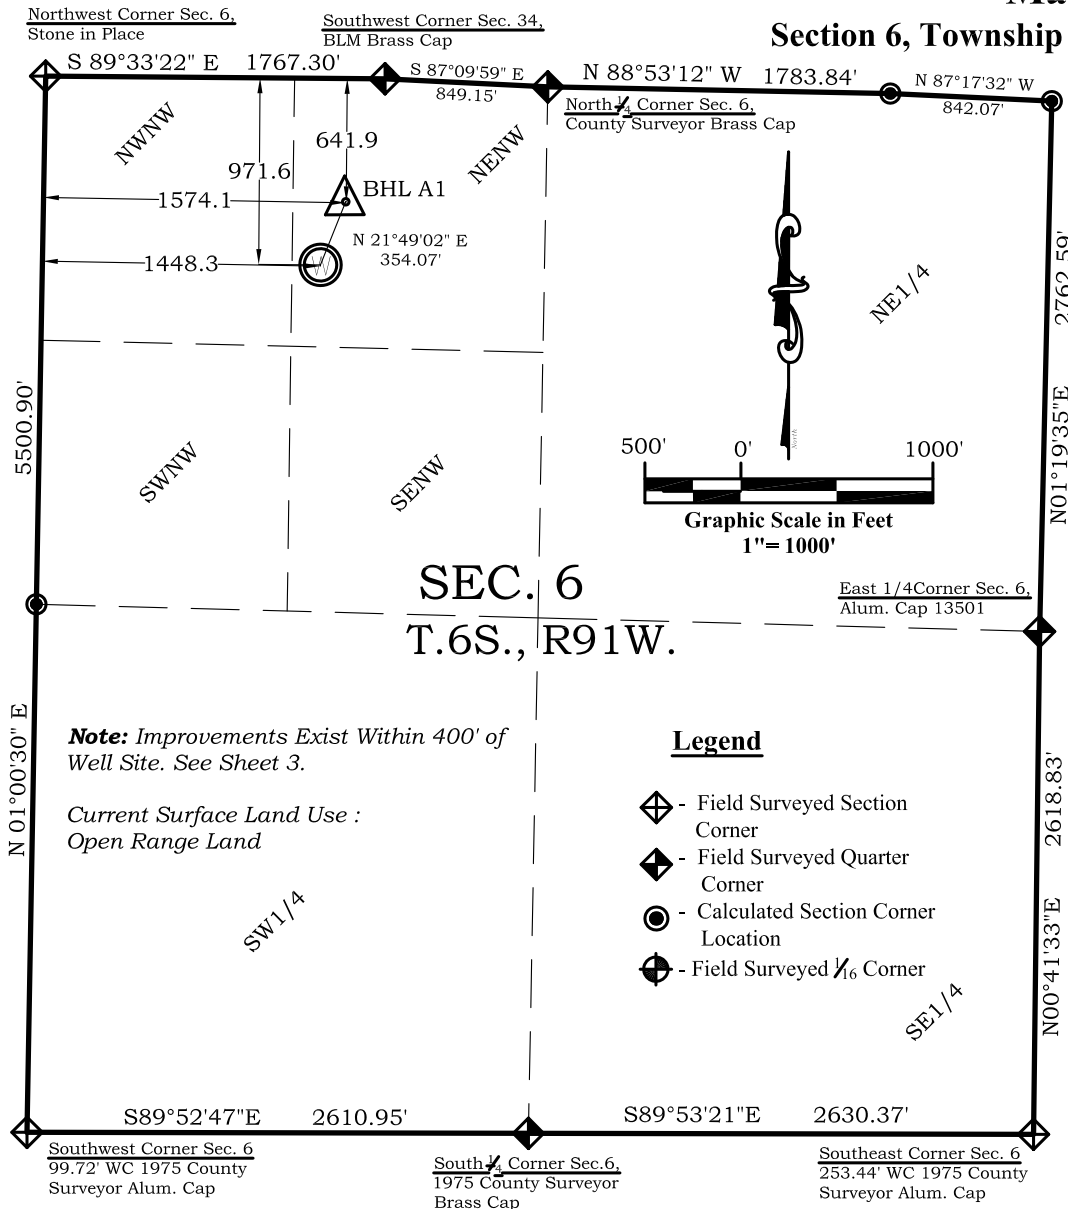 Ma
Section 6, Township
Northwest Corner Sec. 6,
Stone in Place
Southwest Corner Sec. 34,
BLM Brass Cap
S 89°33'22" E 1767.30'
S 87°09'59" E
849.15'
N 88°53'12" W 1783.84'
N 87°17'32" W
842.07'
North 1/4 Corner Sec. 6,
County Surveyor Brass Cap
NWNW
NENW
641.9
971.6
1574.1
BHL A1
N 21°49'02" E
354.07'
1448.3
W
NE1/4
2762.59'
N01°19'35"E
5500.90'
N 01°00'30" E
SWNW
SENW
North
500' 0' 1000'
Graphic Scale in Feet
1"= 1000'
SEC. 6
T.6S., R91W.
East 1/4Corner Sec. 6,
Alum. Cap 13501
Note: Improvements Exist Within 400' of
Well Site. See Sheet 3.
Current Surface Land Use :
Open Range Land
Legend
- Field Surveyed Section
Corner
- Field Surveyed Quarter
Corner
- Calculated Section Corner
Location
- Field Surveyed 1/16 Corner
2618.83'
N00°41'33"E
SW1/4
SE1/4
S89°52'47"E 2610.95'
S89°53'21"E 2630.37'
Southwest Corner Sec. 6
99.72' WC 1975 County
Surveyor Alum. Cap
South 1/4 Corner Sec.6,
1975 County Surveyor
Brass Cap
Southeast Corner Sec. 6
253.44' WC 1975 County
Surveyor Alum. Cap